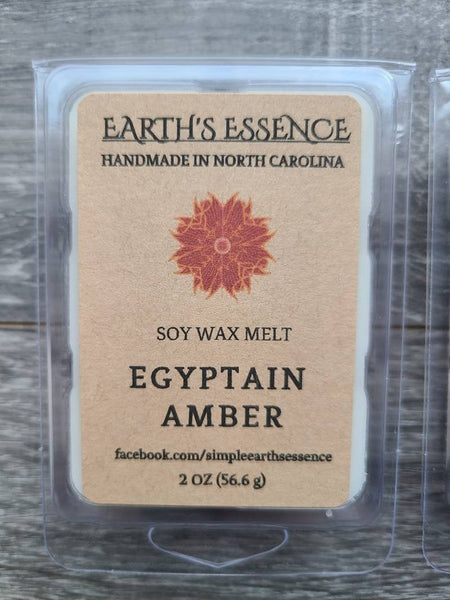 EARTH'S ESSENCE
HANDMADE IN NORTH CAROLINA
SOY WAX MELT
EGYPTAIN
AMBER
facebook.com/simpleearthsessence
2 OZ (56.6 g)